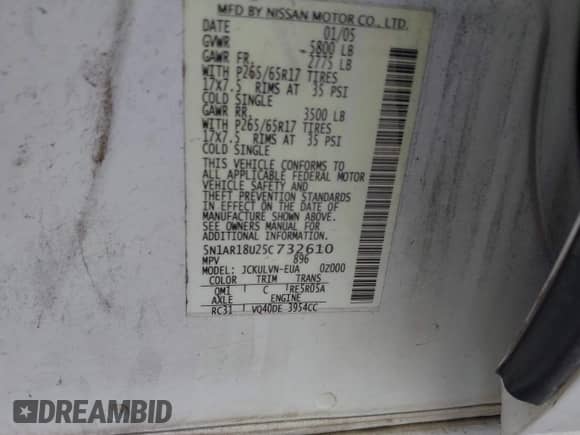 MFD BY NISSAN MOTOR CO., LTD.
DATE 01/05
GVWR 5800 LB
GAWR FR. 2775 LB
WITH P265/65R17 TIRES
17X7.5 RIMS AT 35 PSI
COLD SINGLE
GAWR RR. 3500 LB
WITH P265/65R17 TIRES
17X7.5 RIMS AT 35 PSI
COLD SINGLE
THIS VEHICLE CONFORMS TO
ALL APPLICABLE FEDERAL MOTOR
VEHICLE SAFETY AND
THEFT PREVENTION STANDARDS
IN EFFECT ON THE DATE OF
MANUFACTURE SHOWN ABOVE.
SEE OWNERS MANUAL FOR
ADDITIONAL INFORMATION.
5N1AR18U25C732610
MPV 896
MODEL: JCKULVN-EUA 02D00
COLOR TRIM TRANS
QM1 C RE5R05A
AXLE ENGINE
RC31 VQ40DE 3954CC
DREAMBID